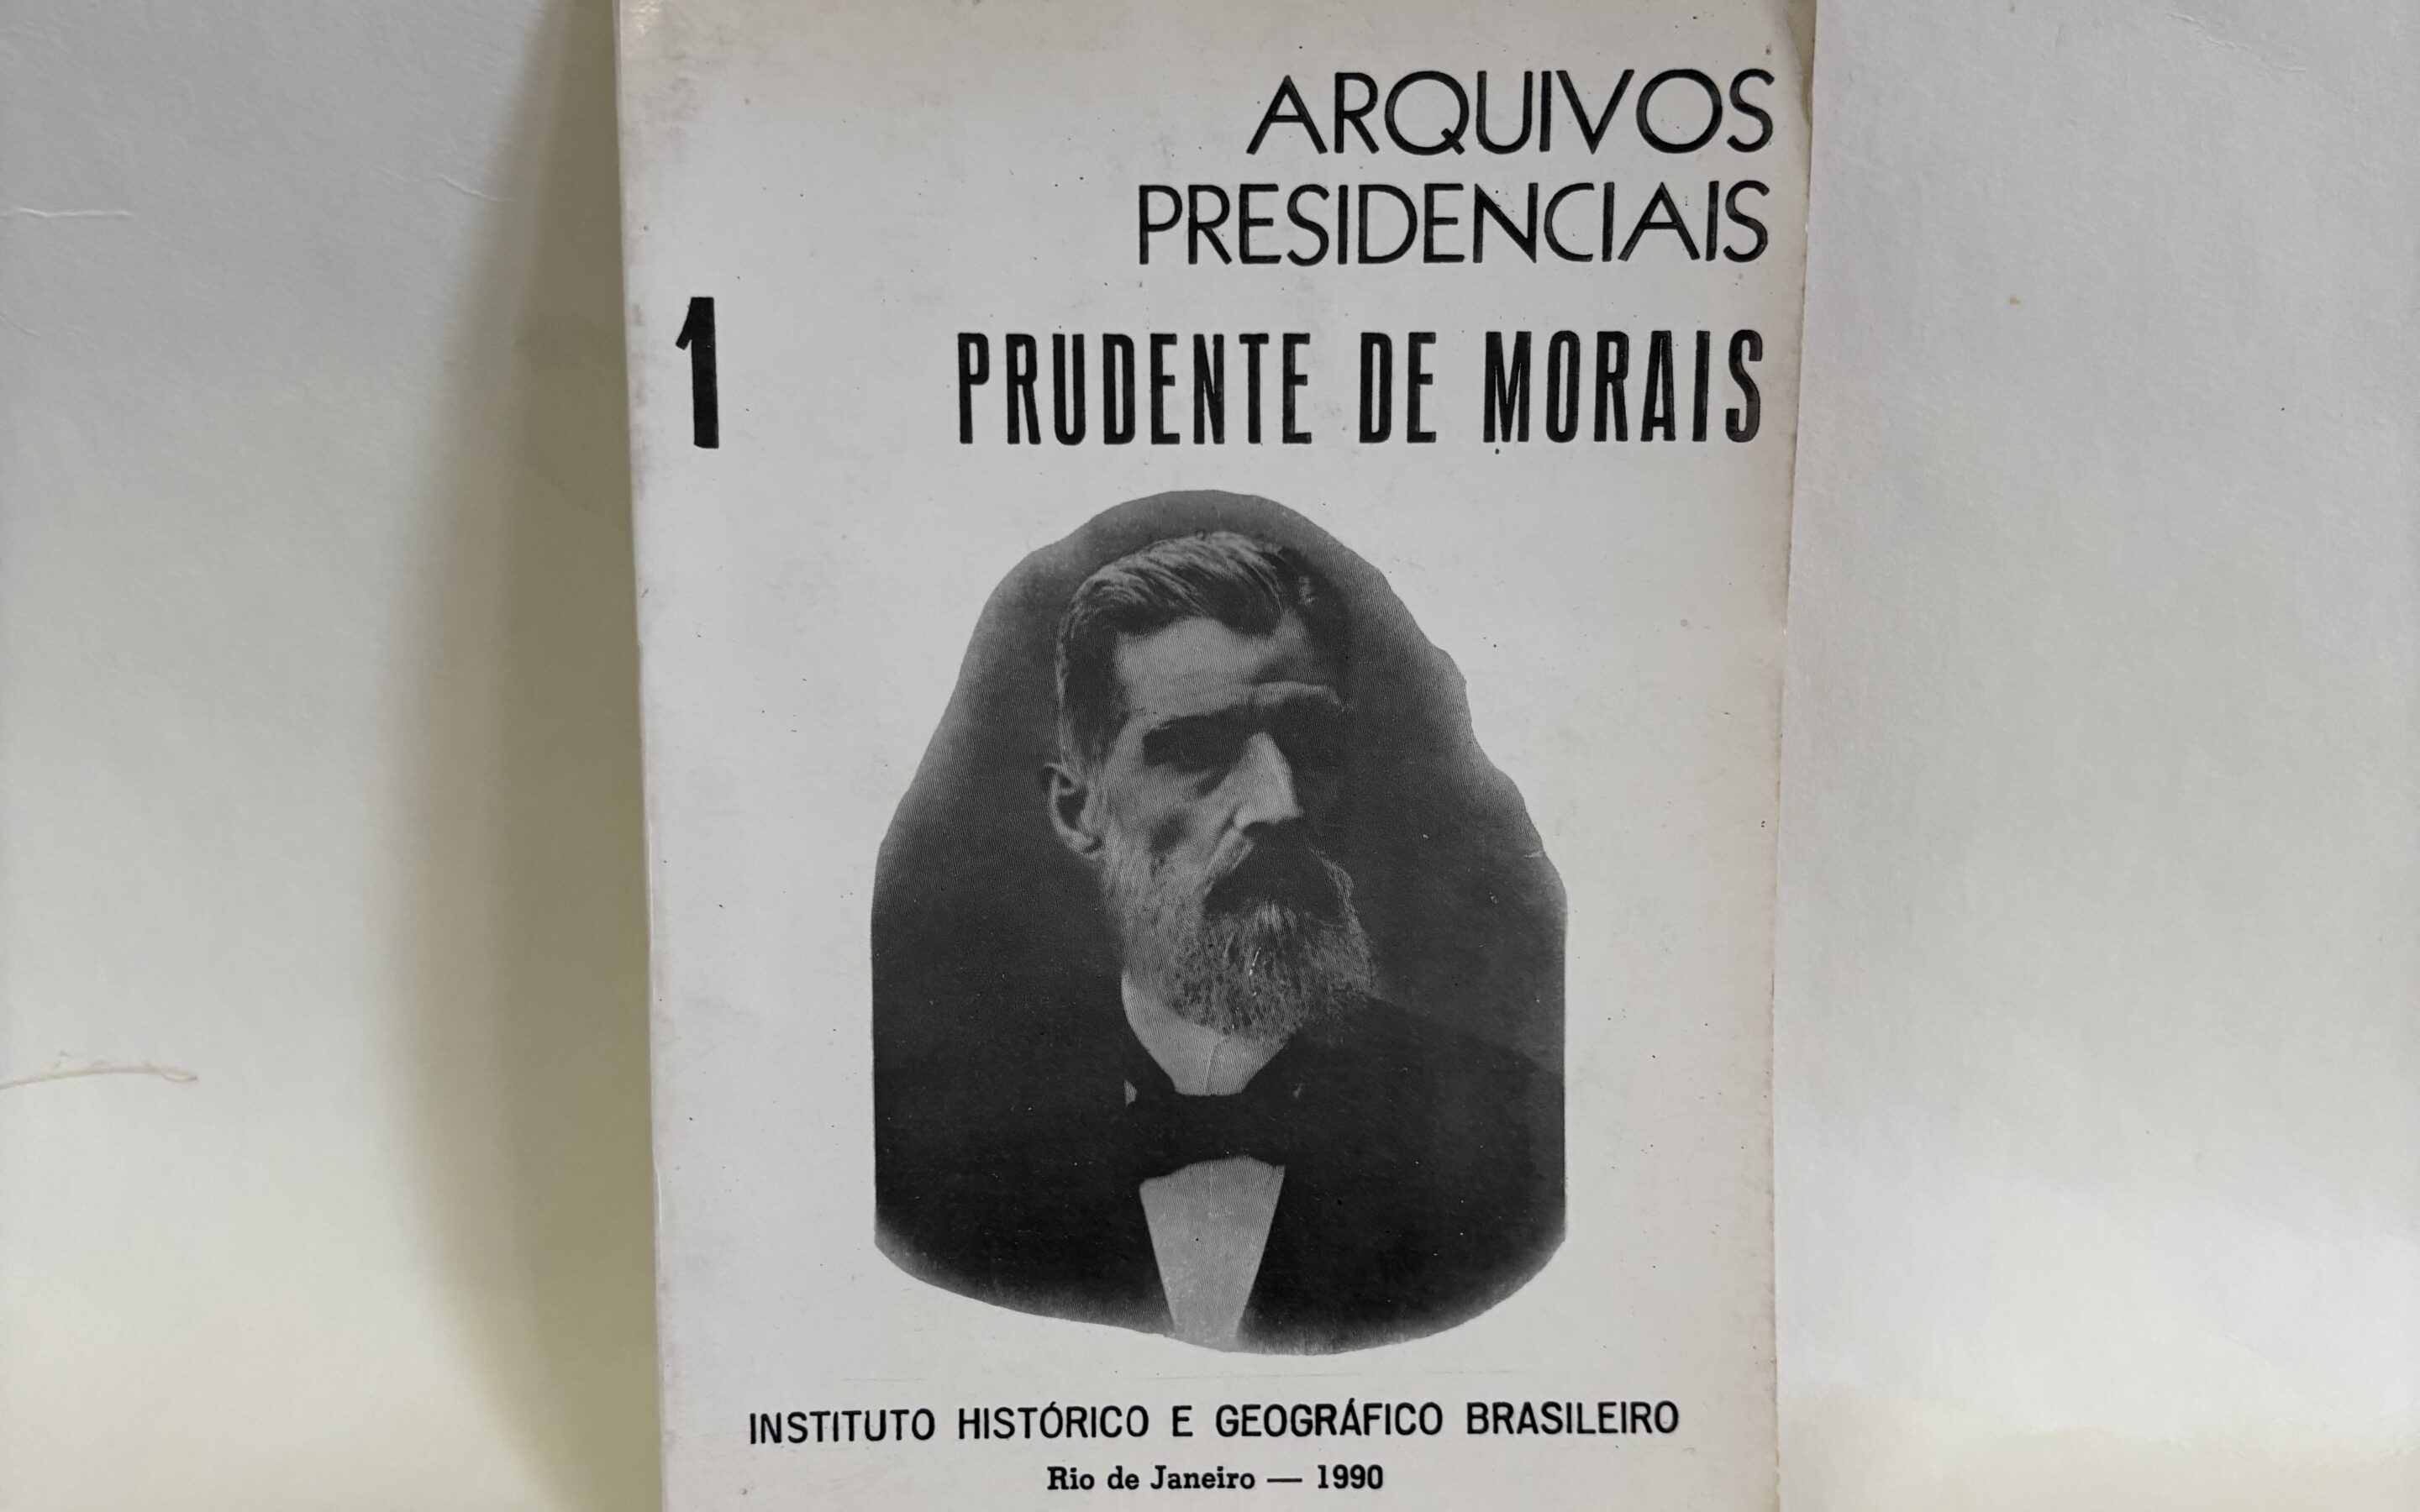 ARQUIVOS
PRESIDENCIAIS
1 PRUDENTE DE MORAIS
INSTITUTO HISTÓRICO E GEOGRÁFICO BRASILEIRO
Rio de Janeiro — 1990